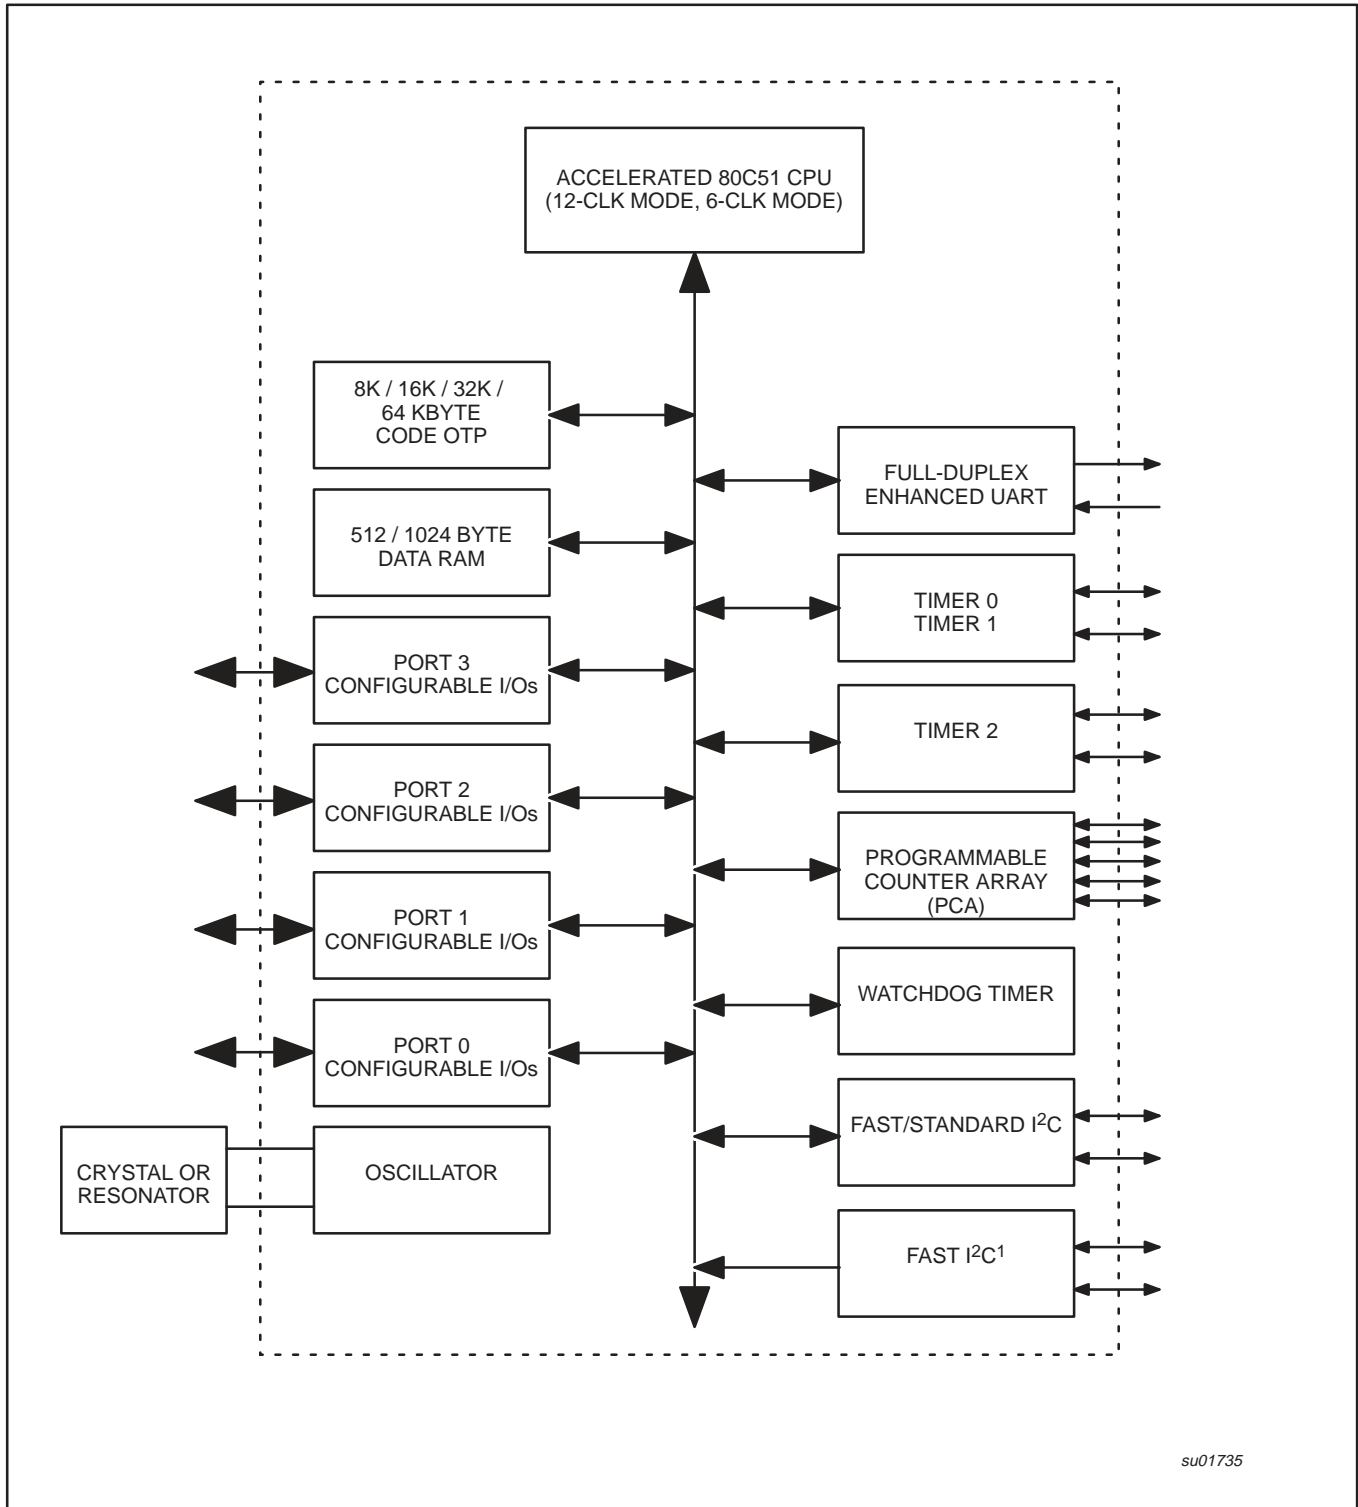 ACCELERATED 80C51 CPU
(12-CLK MODE, 6-CLK MODE)
8K / 16K / 32K /
64 KBYTE
CODE OTP
512 / 1024 BYTE
DATA RAM
PORT 3
CONFIGURABLE I/Os
PORT 2
CONFIGURABLE I/Os
PORT 1
CONFIGURABLE I/Os
PORT 0
CONFIGURABLE I/Os
CRYSTAL OR
RESONATOR
OSCILLATOR
FULL-DUPLEX
ENHANCED UART
TIMER 0
TIMER 1
TIMER 2
PROGRAMMABLE
COUNTER ARRAY
(PCA)
WATCHDOG TIMER
FAST/STANDARD I²C
FAST I²C¹
su01735